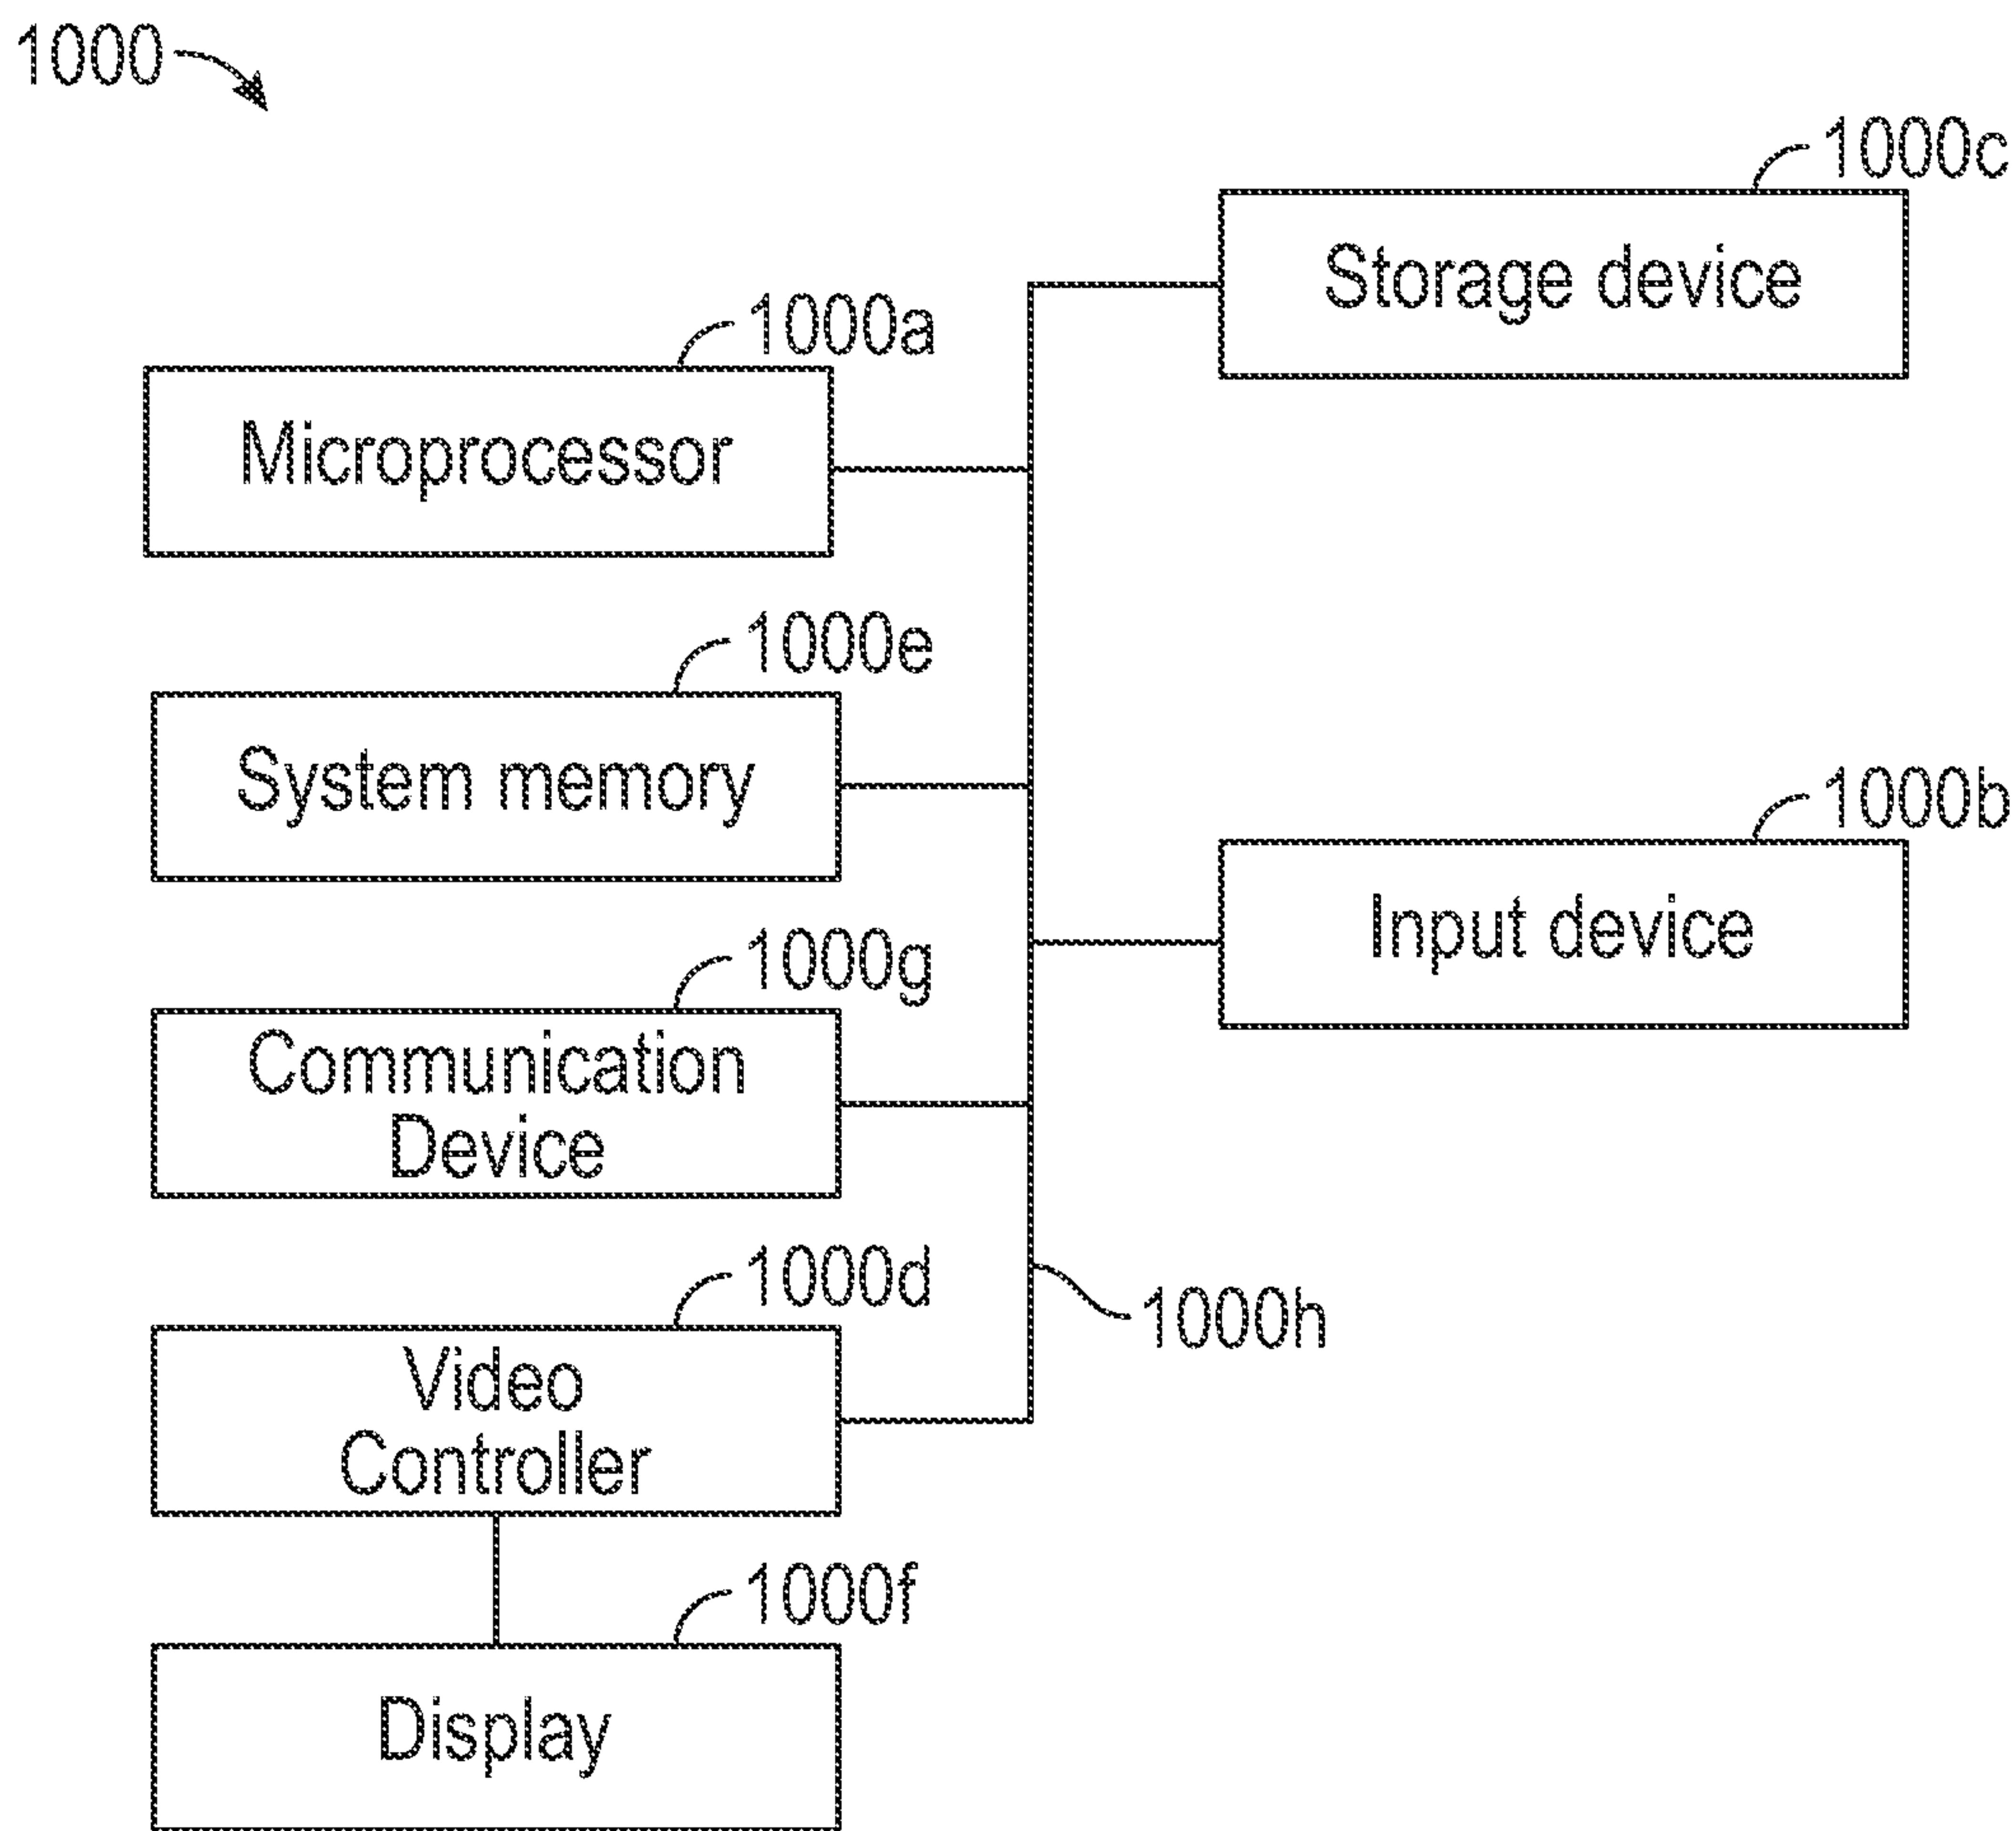 1000
1000c
Storage device
1000a
Microprocessor
1000e
System memory
1000b
Input device
1000g
Communication
Device
1000d
Video
Controller
1000h
1000f
Display